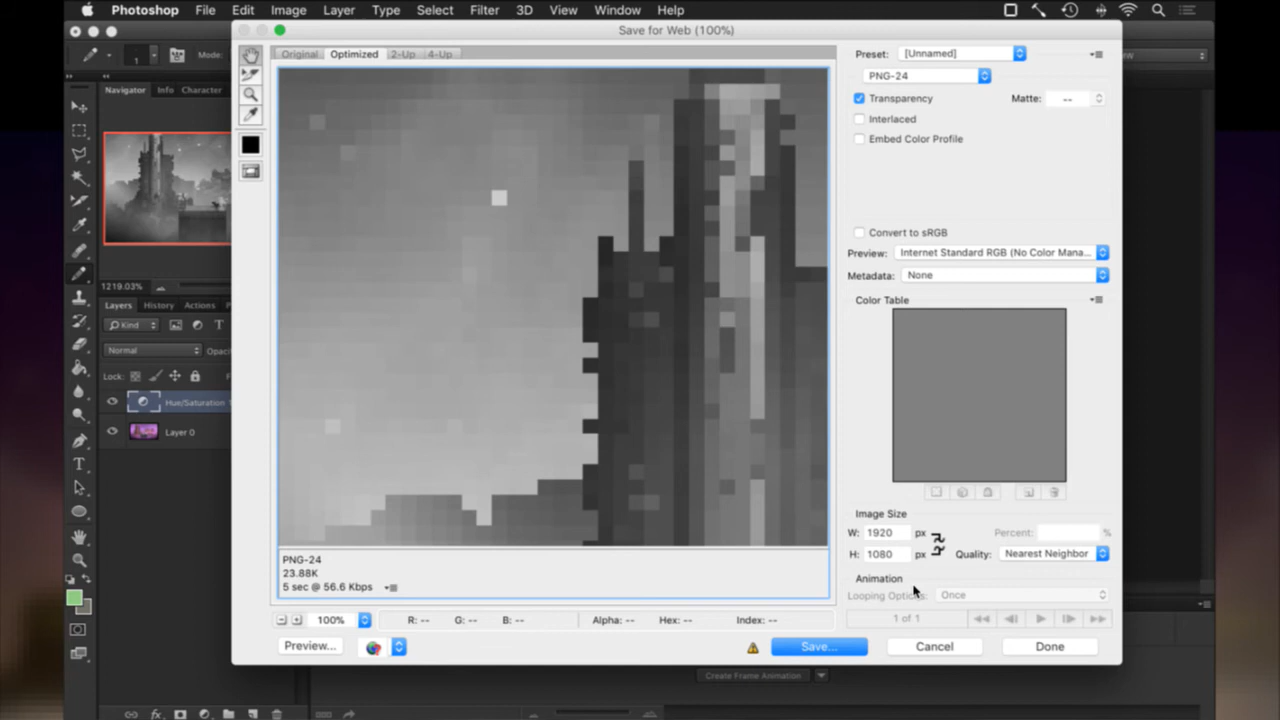 Photoshop File Edit Image Layer Type Select Filter 3D View Window Help
Save for Web (100%)
1 Mode:
Original Optimized 2-Up 4-Up
Preset: [Unnamed]
PNG-24
Transparency Matte: --
Interlaced
Embed Color Profile
Navigator Info Character
Convert to sRGB
Preview: Internet Standard RGB (No Color Mana...
Metadata: None
1219.03%
Color Table
Layers History Actions
Kind
Normal Opac
Lock:
Hue/Saturation 1
Layer 0
Image Size
W: 1920 px Percent: %
H: 1080 px Quality: Nearest Neighbor
PNG-24
23.88K
5 sec @ 56.6 Kbps
Animation
Looping Options: Once
1 of 1
100% R: -- G: -- B: -- Alpha: -- Hex: -- Index: --
Preview... Save... Cancel Done
Create Frame Animation
fx